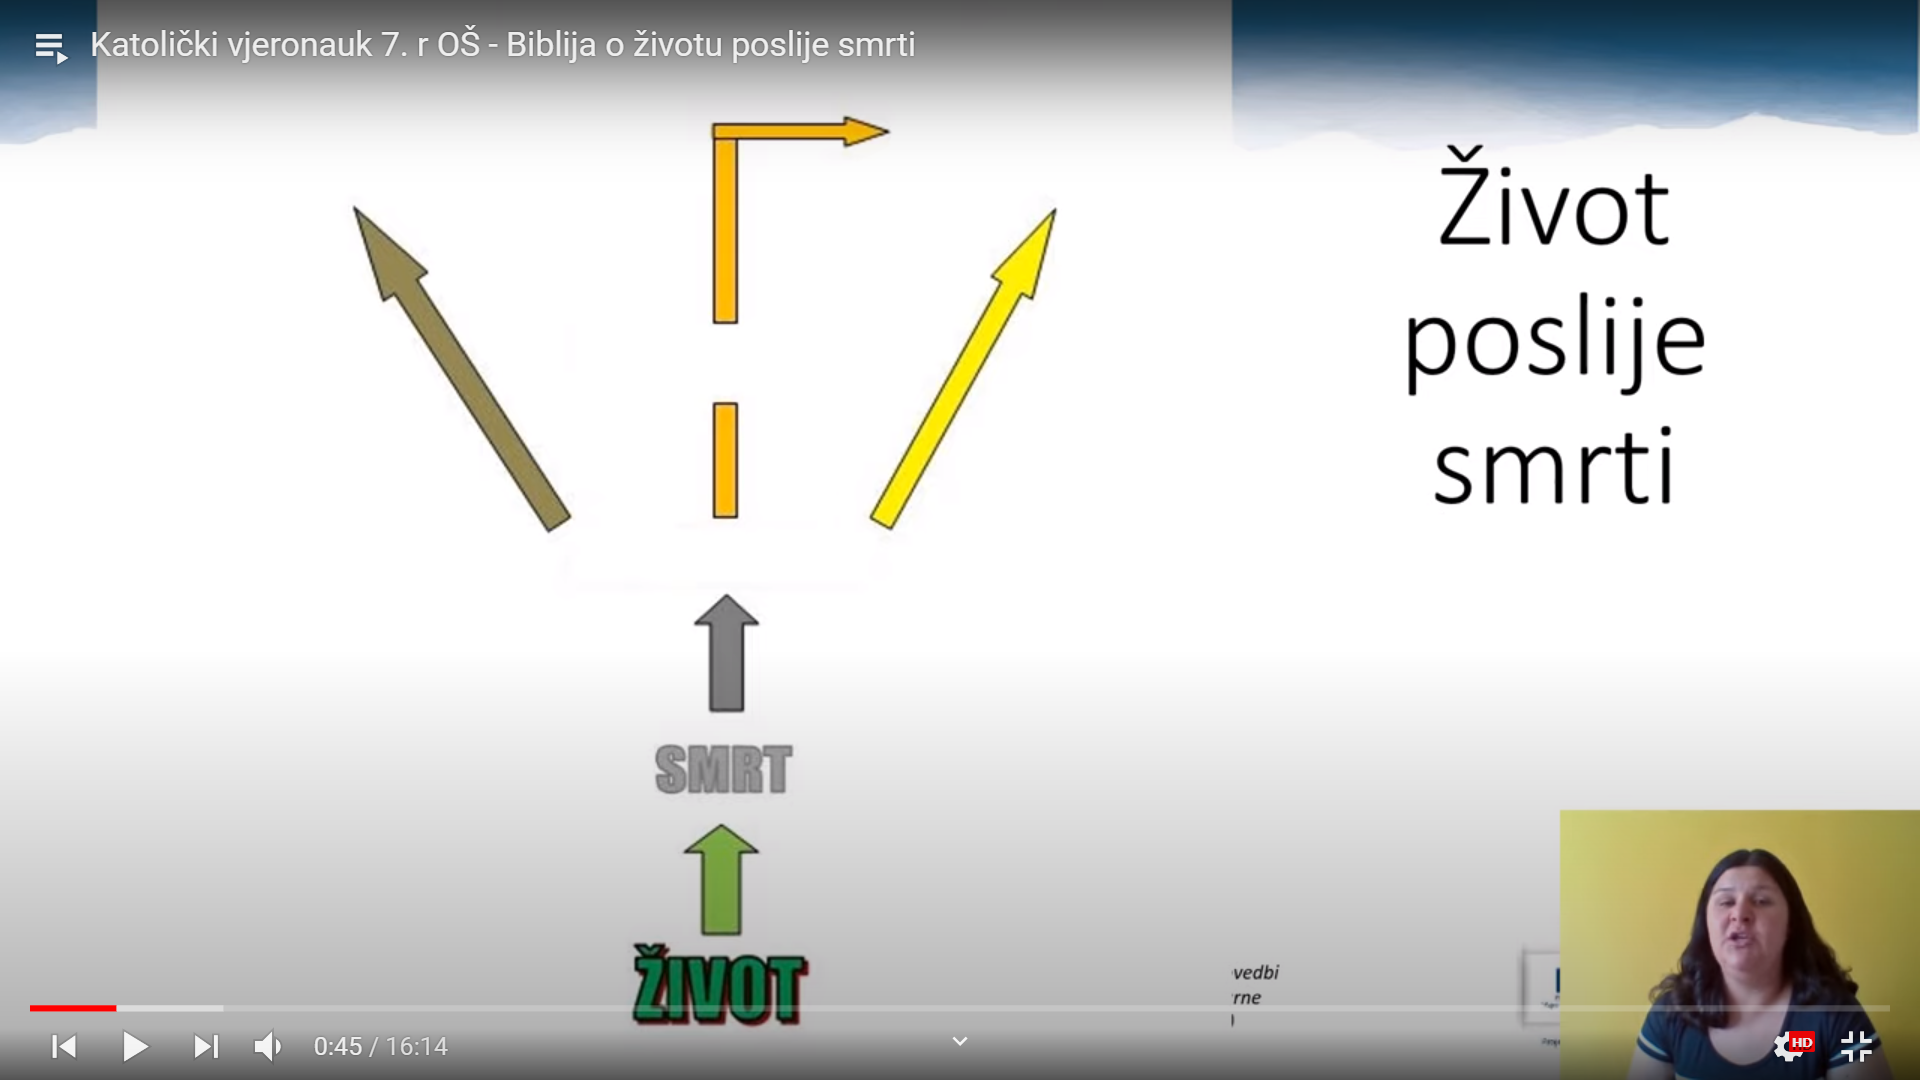 Katolički vjeronauk 7. r OŠ - Biblija o životu poslije smrti
Život
poslije
smrti
SMRT
ŽIVOT
vedbi
rne
0:45 / 16:14
HD